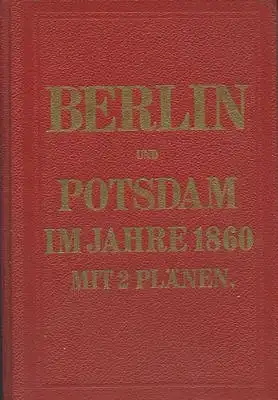 BERLIN
UND
POTSDAM
IM JAHRE 1860
MIT 2 PLÄNEN.